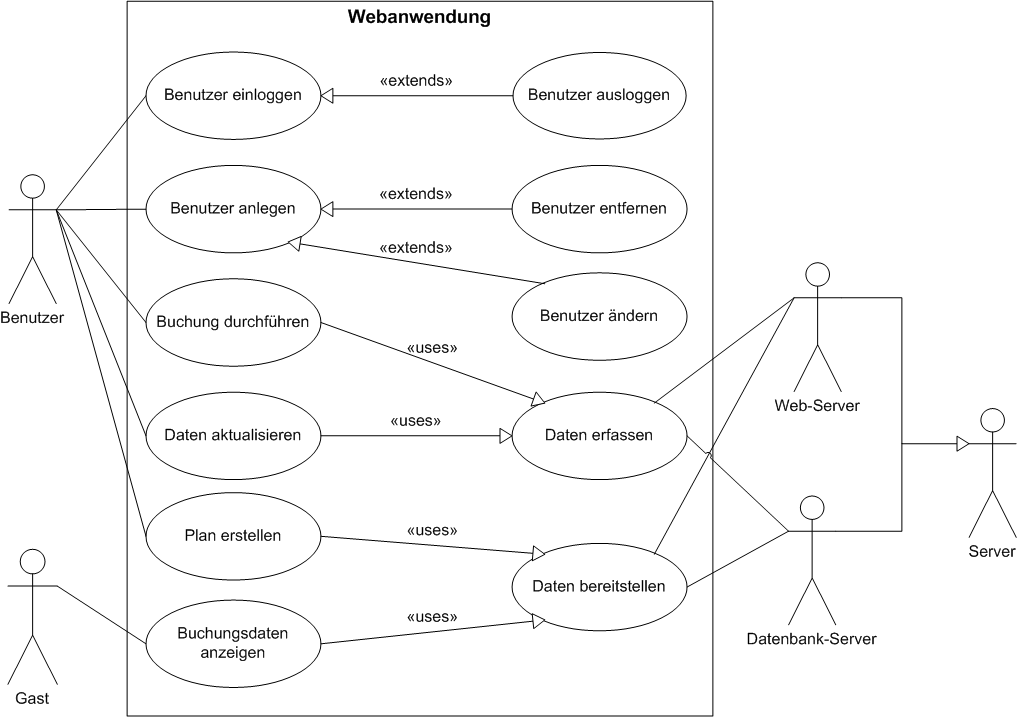 Webanwendung
Benutzer einloggen
«extends»
Benutzer ausloggen
Benutzer anlegen
«extends»
Benutzer entfernen
«extends»
Benutzer ändern
Benutzer
Buchung durchführen
«uses»
Web-Server
Daten aktualisieren
«uses»
Daten erfassen
Plan erstellen
«uses»
Server
Daten bereitstellen
Buchungsdaten
anzeigen
«uses»
Datenbank-Server
Gast